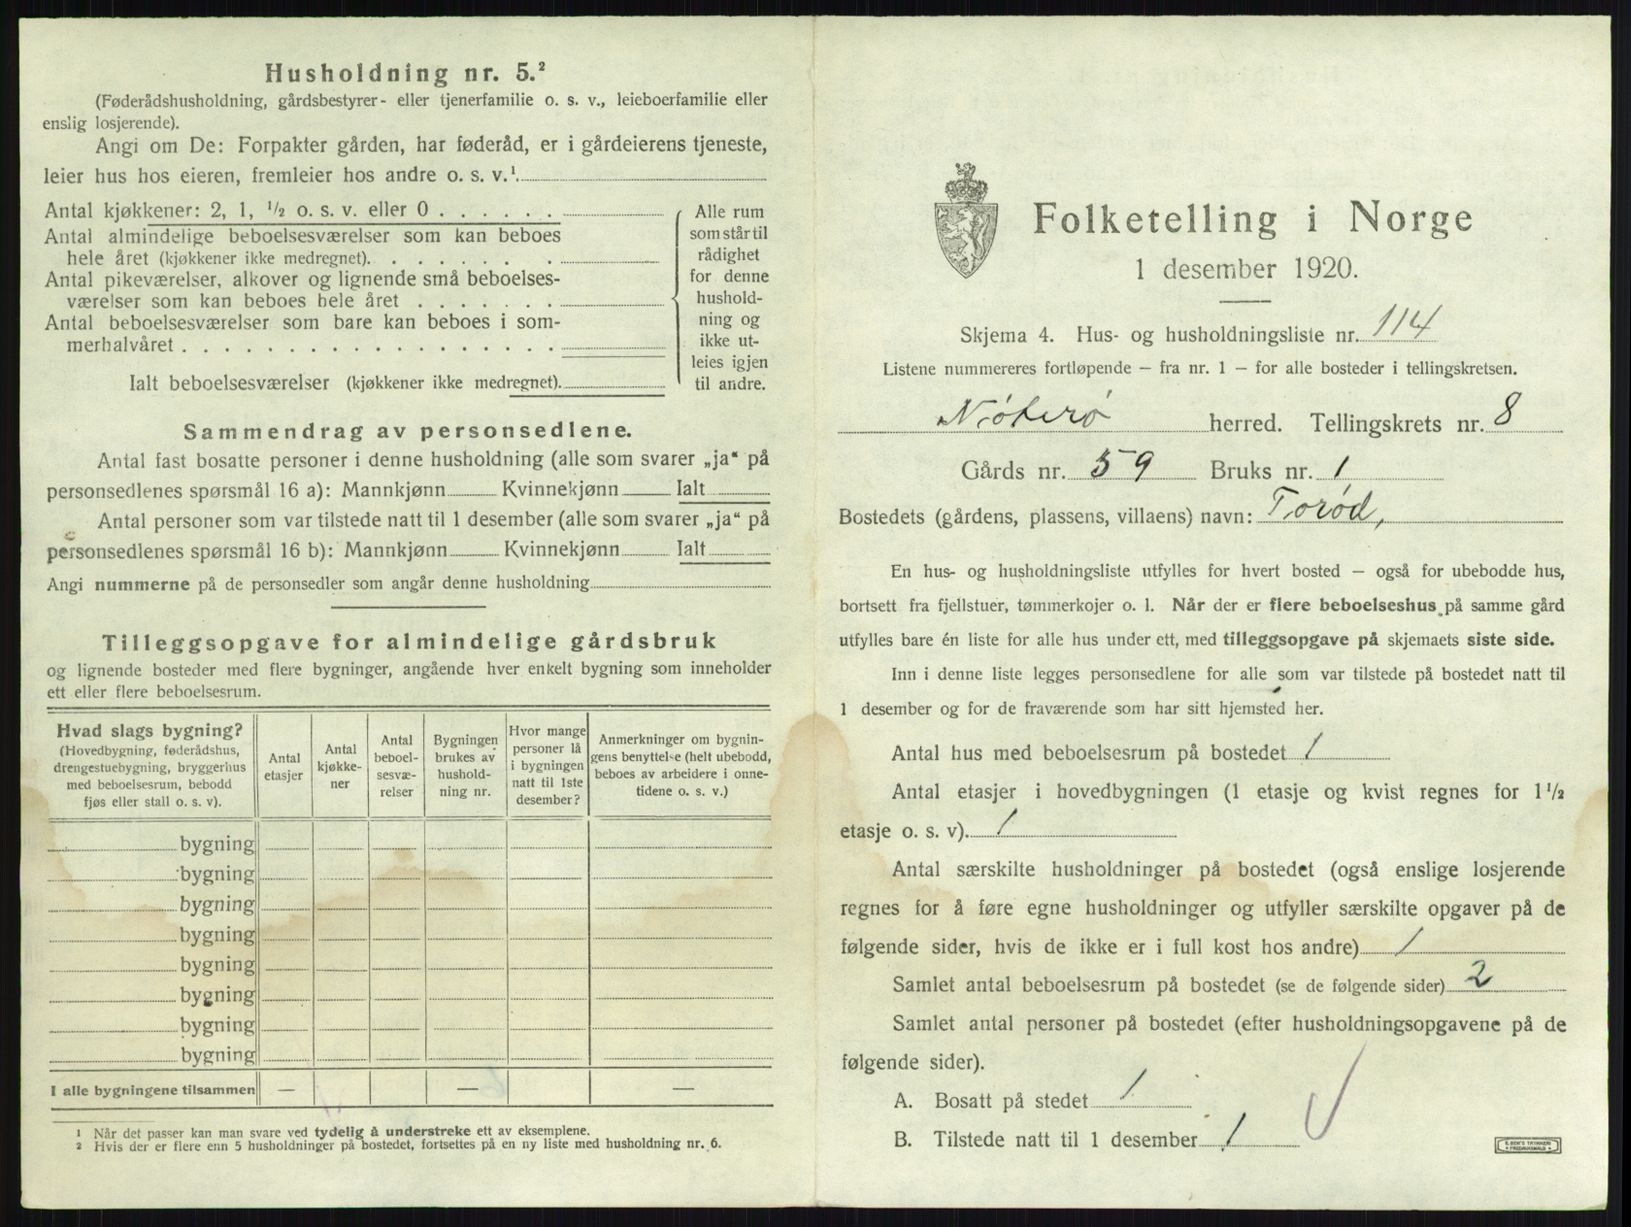 Husholdning nr. 5.²
(Føderådshusholdning, gårdsbestyrer- eller tjenerfamilie o. s. v., leieboerfamilie eller
enslig losjerende).
Angi om De: Forpakter gården, har føderåd, er i gårdeierens tjeneste,
leier hus hos eieren, fremleier hos andre o. s. v.¹
Antal kjøkkener: 2, 1, ½ o. s. v. eller 0 . . . . . .
Antal almindelige beboelsesværelser som kan beboes
hele året (kjøkkener ikke medregnet). . . . . . . .
Antal pikeværelser, alkover og lignende små beboelses-
værelser som kan beboes hele året . . . . . . .
Antal beboelsesværelser som bare kan beboes i som-
merhalvåret . . . . . . . . . . . . . . . . . . .
Ialt beboelsesværelser (kjøkkener ikke medregnet).
Alle rum
som står til
rådighet
for denne
hushold-
ning og
ikke ut-
leies igjen
til andre.
Sammendrag av personsedlene.
Antal fast bosatte personer i denne husholdning (alle som svarer „ja“ på
personsedlenes spørsmål 16 a): Mannkjønn Kvinnekjønn Ialt
Antal personer som var tilstede natt til 1 desember (alle som svarer „ja“ på
personsedlenes spørsmål 16 b): Mannkjønn Kvinnekjønn Ialt
Angi nummerne på de personsedler som angår denne husholdning
Tilleggsopgave for almindelige gårdsbruk
og lignende bosteder med flere bygninger, angående hver enkelt bygning som inneholder
ett eller flere beboelsesrum.
Hvad slags bygning?
(Hovedbygning, føderådshus,
drengestuebygning, bryggerhus
med beboelsesrum, bebodd
fjøs eller stall o. s. v).
Antal
etasjer
Antal
kjøkke-
ner
Antal
beboel-
sesvæ-
relser
Bygningen
brukes av
hushold-
ning nr.
Hvor mange
personer lå
i bygningen
natt til 1ste
desember?
Anmerkninger om bygnin-
gens benyttelse (helt ubebodd,
beboes av arbeidere i onne-
tidene o. s. v.)
bygning
bygning
bygning
bygning
bygning
bygning
bygning
bygning
I alle bygningene tilsammen — — —
¹ Når det passer kan man svare ved tydelig å understreke ett av eksemplene.
² Hvis der er flere enn 5 husholdninger på bostedet, fortsettes på en ny liste med husholdning nr. 6.
Folketelling i Norge
1 desember 1920.
Skjema 4. Hus- og husholdningsliste nr. 114
Listene nummereres fortløpende — fra nr. 1 — for alle bosteder i tellingskretsen.
Nøterø herred. Tellingskrets nr. 8
Gårds nr. 59 Bruks nr. 1
Bostedets (gårdens, plassens, villaens) navn: Torød,
En hus- og husholdningsliste utfylles for hvert bosted — også for ubebodde hus,
bortsett fra fjellstuer, tømmerkojer o. l. Når der er flere beboelseshus på samme gård
utfylles bare én liste for alle hus under ett, med tilleggsopgave på skjemaets siste side.
Inn i denne liste legges personsedlene for alle som var tilstede på bostedet natt til
1 desember og for de fraværende som har sitt hjemsted her.
Antal hus med beboelsesrum på bostedet 1
Antal etasjer i hovedbygningen (1 etasje og kvist regnes for 1½
etasje o. s. v). 1
Antal særskilte husholdninger på bostedet (også enslige losjerende
regnes for å føre egne husholdninger og utfyller særskilte opgaver på de
følgende sider, hvis de ikke er i full kost hos andre) 1
Samlet antal beboelsesrum på bostedet (se de følgende sider) 2
Samlet antal personer på bostedet (efter husholdningsopgavene på de
følgende sider).
A. Bosatt på stedet 1
B. Tilstede natt til 1 desember 1